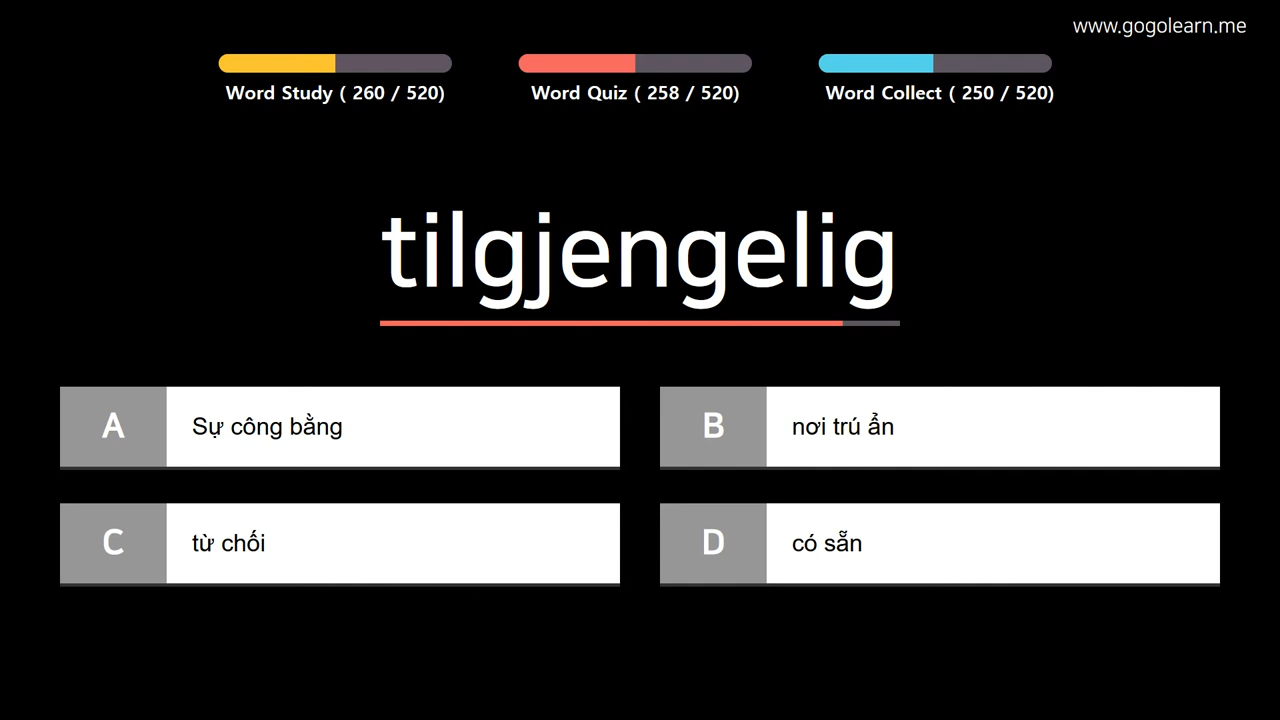 www.gogolearn.me
Word Study ( 260 / 520)
Word Quiz ( 258 / 520)
Word Collect ( 250 / 520)
tilgjengelig
A
Sự công bằng
B
nơi trú ẩn
C
từ chối
D
có sẵn